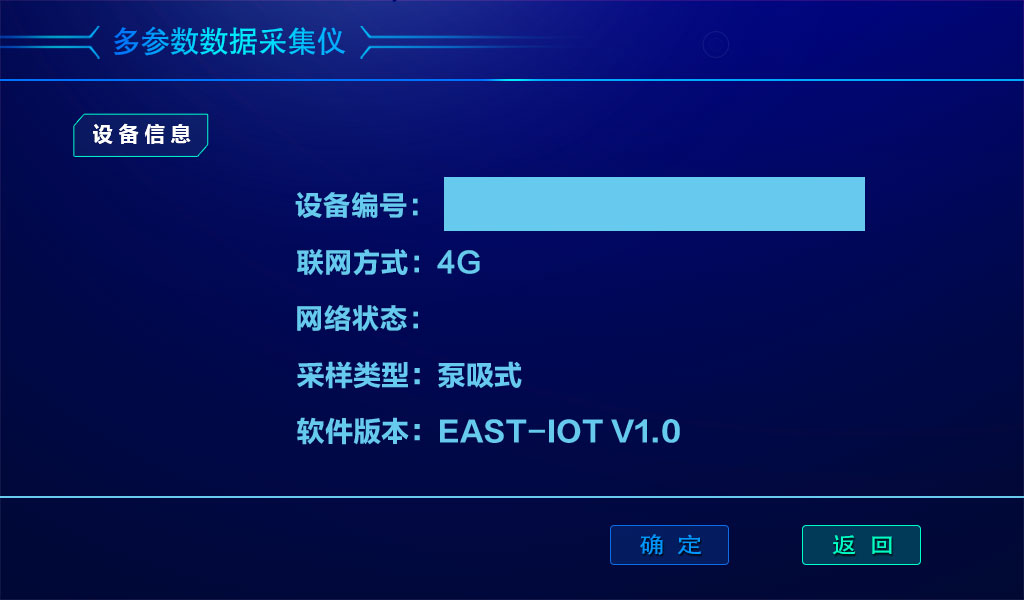 多参数数据采集仪
设备信息
设备编号：
联网方式：4G
网络状态：
采样类型：泵吸式
软件版本：EAST-IOT V1.0
确定 返回